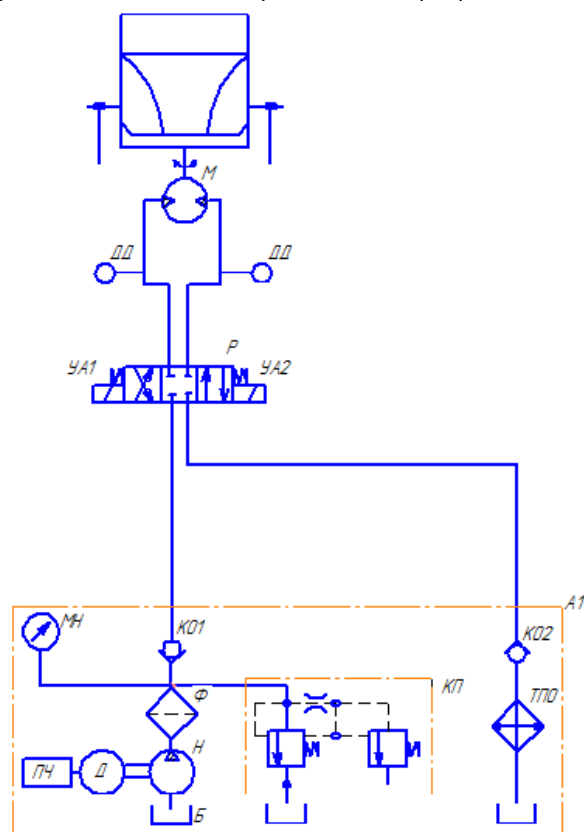 М
ДД ДД
Р
УА1 УА2
А1
МН
КО1 КО2
КП
Ф ТПО
Н
ПЧ Д
Б